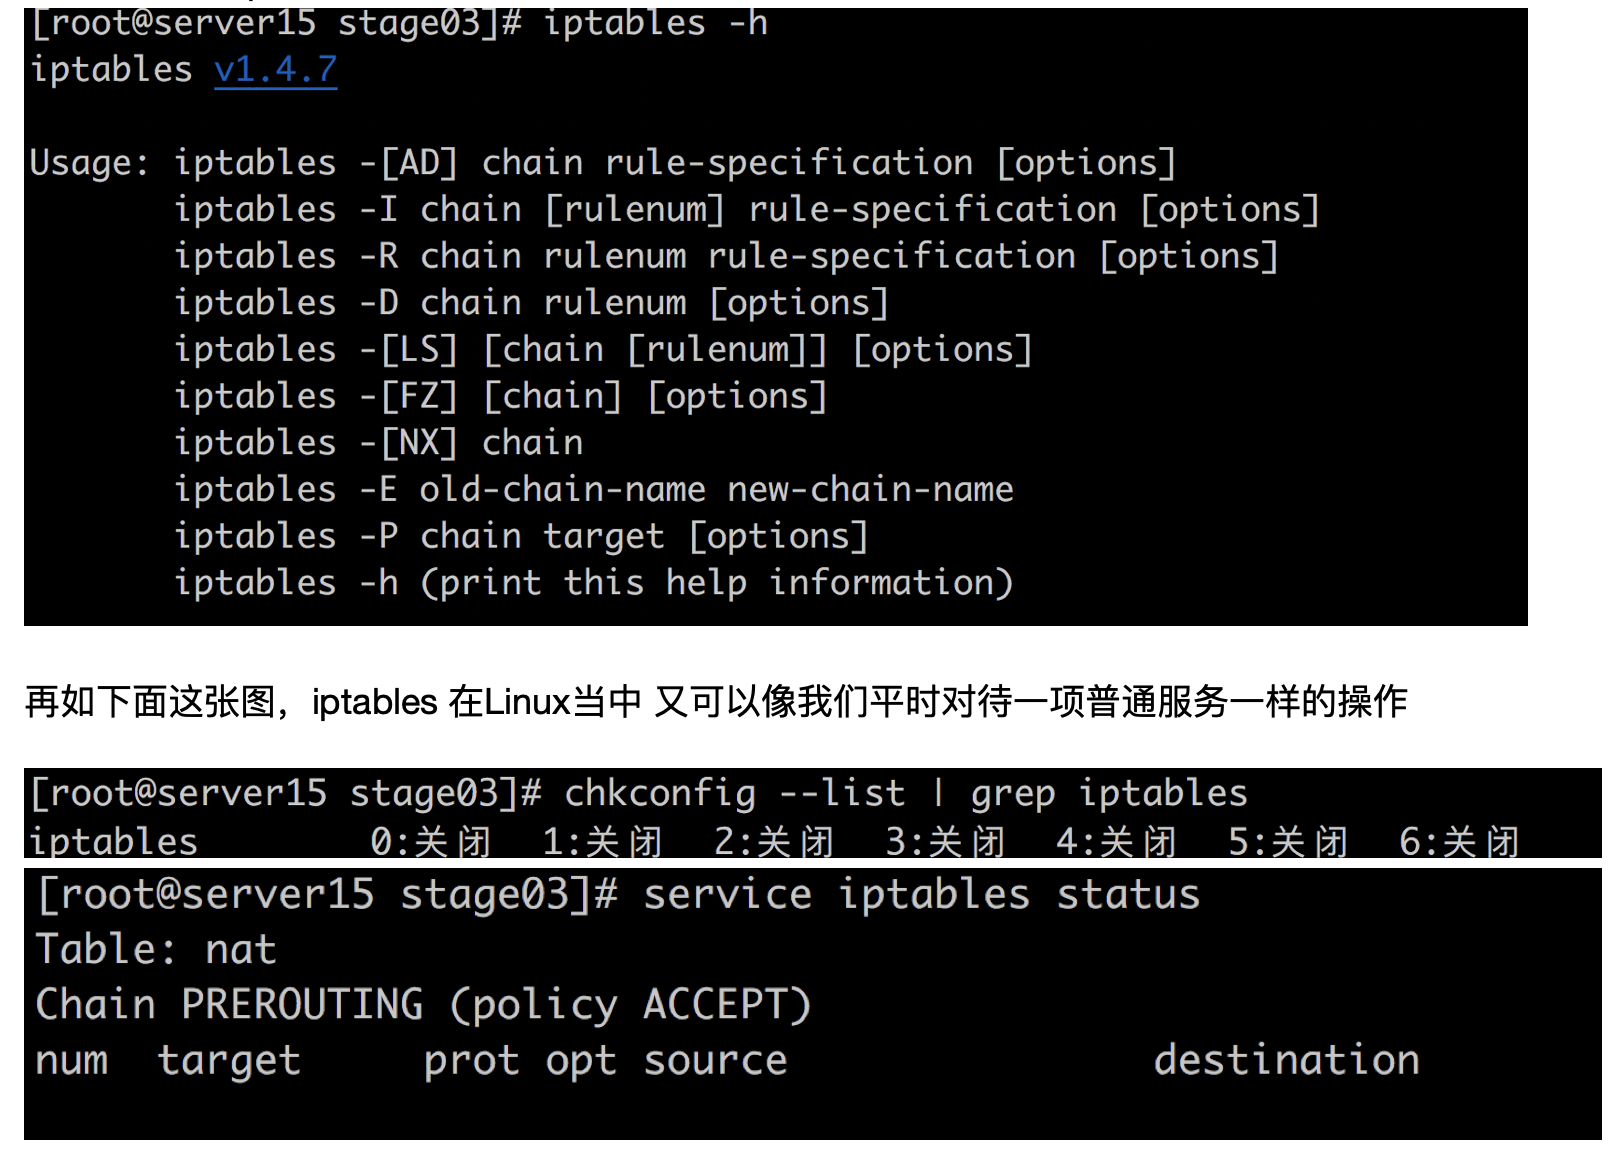 [root@server15 stage03]# iptables -h
iptables v1.4.7
Usage: iptables -[AD] chain rule-specification [options]
iptables -I chain [rulenum] rule-specification [options]
iptables -R chain rulenum rule-specification [options]
iptables -D chain rulenum [options]
iptables -[LS] [chain [rulenum]] [options]
iptables -[FZ] [chain] [options]
iptables -[NX] chain
iptables -E old-chain-name new-chain-name
iptables -P chain target [options]
iptables -h (print this help information)
再如下面这张图，iptables 在Linux当中 又可以像我们平时对待一项普通服务一样的操作
[root@server15 stage03]# chkconfig --list | grep iptables
iptables 0:关闭 1:关闭 2:关闭 3:关闭 4:关闭 5:关闭 6:关闭
[root@server15 stage03]# service iptables status
Table: nat
Chain PREROUTING (policy ACCEPT)
num target prot opt source destination